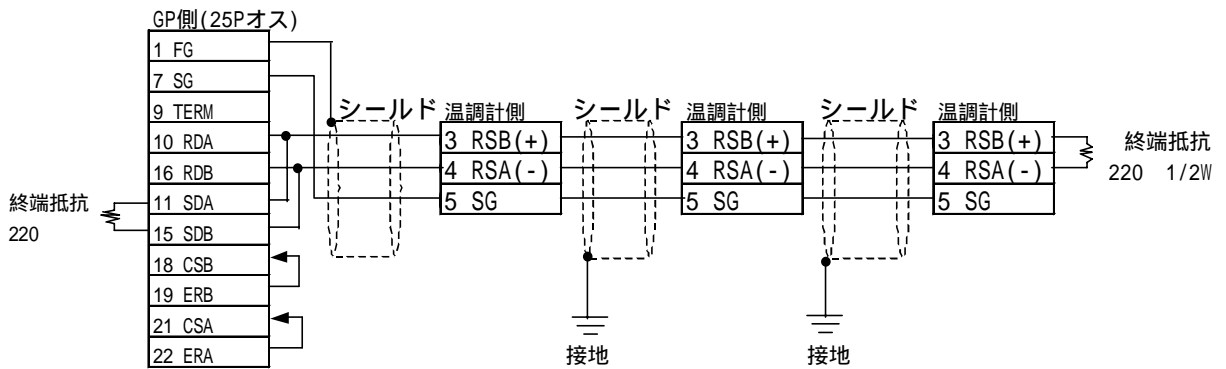 GP側(25Pオス)
1 FG
7 SG
9 TERM
10 RDA
16 RDB
11 SDA
15 SDB
18 CSB
19 ERB
21 CSA
22 ERA
終端抵抗
220
シールド
温調計側
3 RSB(+)
4 RSA(-)
5 SG
シールド
接地
温調計側
3 RSB(+)
4 RSA(-)
5 SG
シールド
接地
温調計側
3 RSB(+)
4 RSA(-)
5 SG
終端抵抗
220 1/2W